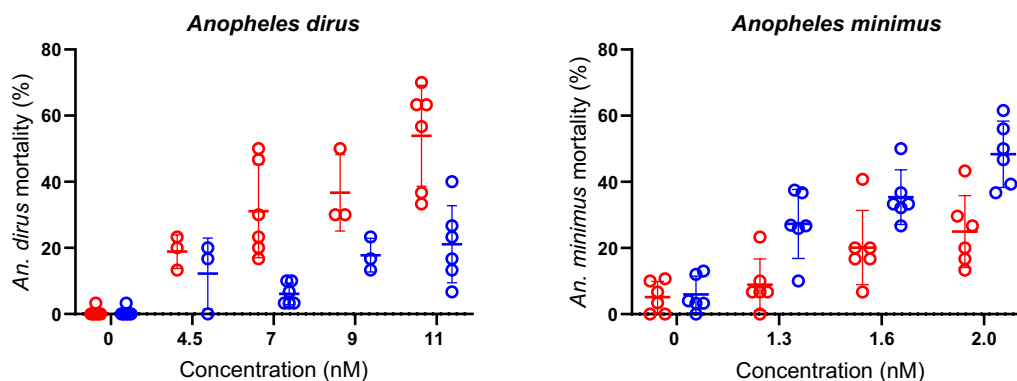 Anopheles dirus
An. dirus mortality (%)
80
60
40
20
0
0 4.5 7 9 11
Concentration (nM)
Anopheles minimus
An. minimus mortality (%)
80
60
40
20
0
0 1.3 1.6 2.0
Concentration (nM)